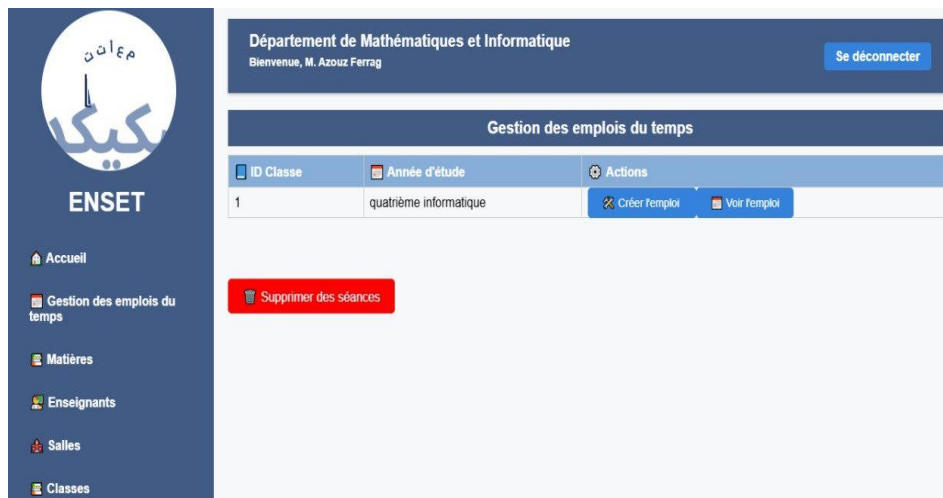 ENSET
Accueil
Gestion des emplois du
temps
Matières
Enseignants
Salles
Classes
Département de Mathématiques et Informatique
Bienvenue, M. Azouz Ferrag
Se déconnecter
Gestion des emplois du temps
ID Classe Année d'étude Actions
1 quatrième informatique Créer l'emploi Voir l'emploi
Supprimer des séances